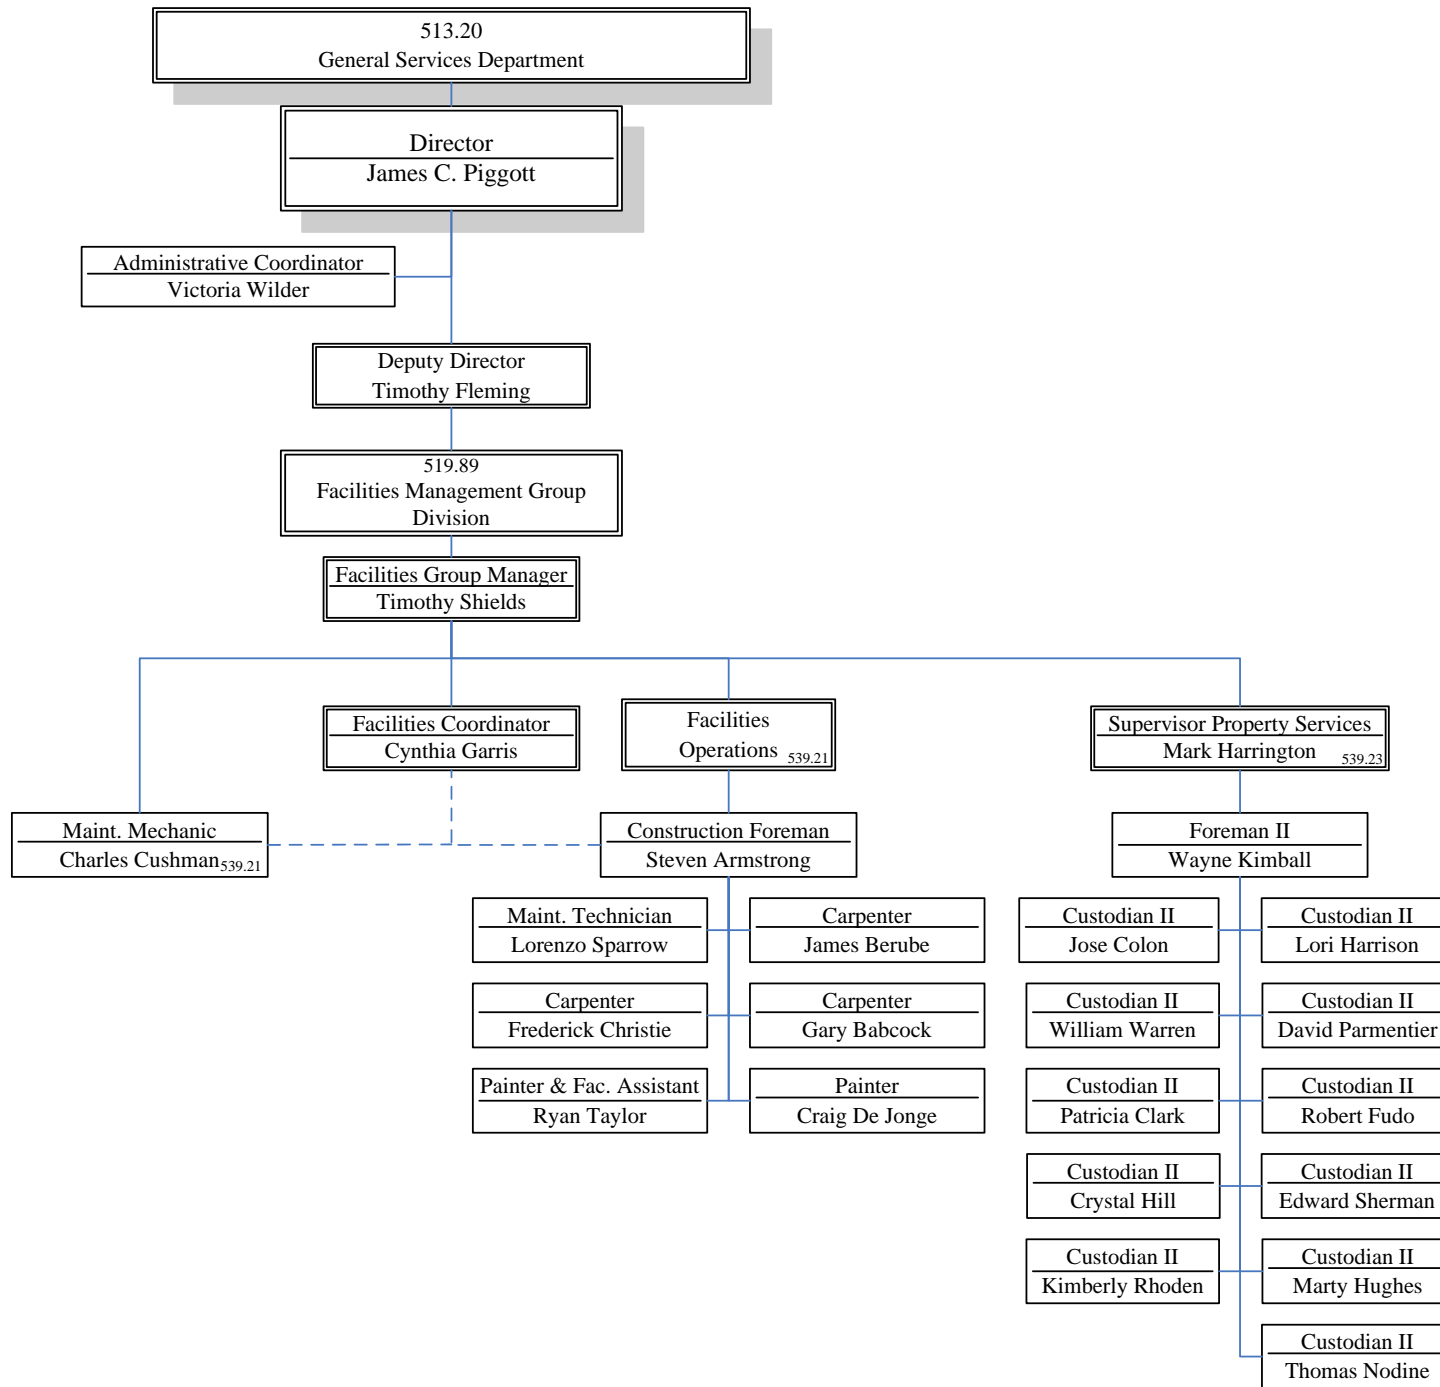 513.20
General Services Department
Director
James C. Piggott
Administrative Coordinator
Victoria Wilder
Deputy Director
Timothy Fleming
519.89
Facilities Management Group
Division
Facilities Group Manager
Timothy Shields
Facilities Coordinator
Cynthia Garris
Facilities
Operations 539.21
Supervisor Property Services
Mark Harrington 539.23
Maint. Mechanic
Charles Cushman 539.21
Construction Foreman
Steven Armstrong
Foreman II
Wayne Kimball
Maint. Technician
Lorenzo Sparrow
Carpenter
James Berube
Carpenter
Frederick Christie
Carpenter
Gary Babcock
Painter & Fac. Assistant
Ryan Taylor
Painter
Craig De Jonge
Custodian II
Jose Colon
Custodian II
Lori Harrison
Custodian II
William Warren
Custodian II
David Parmentier
Custodian II
Patricia Clark
Custodian II
Robert Fudo
Custodian II
Crystal Hill
Custodian II
Edward Sherman
Custodian II
Kimberly Rhoden
Custodian II
Marty Hughes
Custodian II
Thomas Nodine